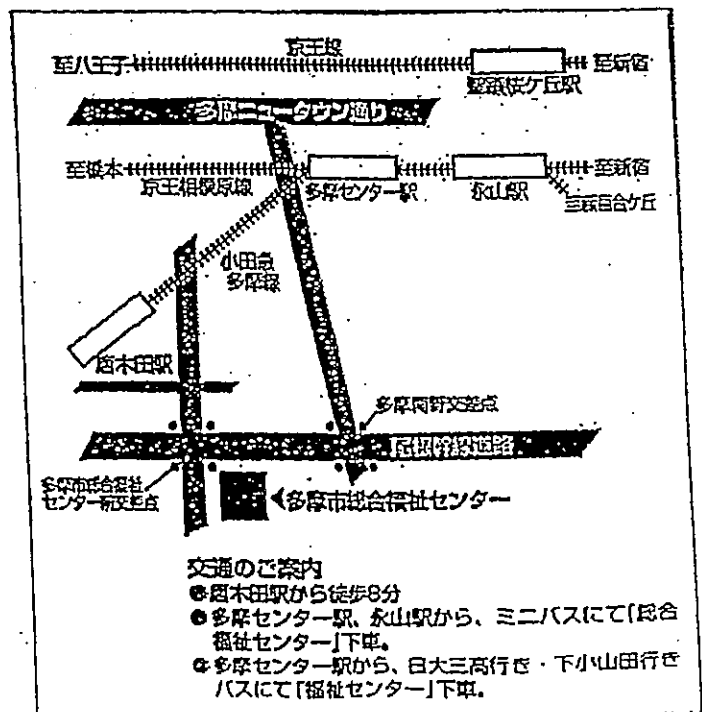 京王線
至八王子
至新宿
聖蹟桜ケ丘駅
多摩ニュータウン通り
至橋本
至新宿
京王相模原線
多摩センター駅
永山駅
至新百合ケ丘
小田急
多摩線
唐木田駅
多摩南野交差点
尾根幹線道路
多摩市総合福祉
センター前交差点
多摩市総合福祉センター
交通のご案内
●唐木田駅から徒歩8分
●多摩センター駅、永山駅から、ミニバスにて「総合
福祉センター」下車。
●多摩センター駅から、日大三高行き・下小山田行き
バスにて「福祉センター」下車。